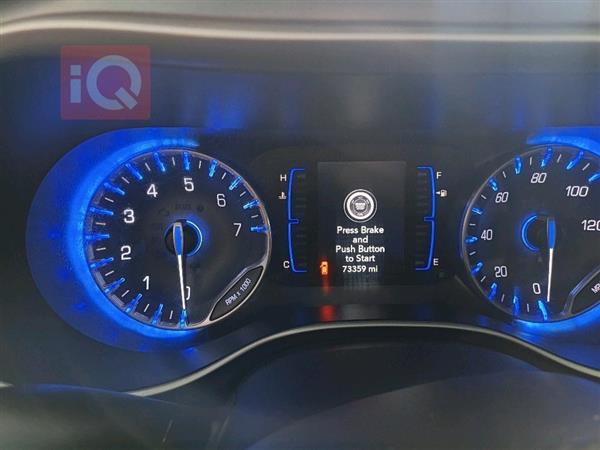 iQ
1 2 3 4 5 6 7
0
RPM x 1000
H
C
Press Brake
and
Push Button
to Start
73359 mi
F
E
0 20 40 60 80 100 120